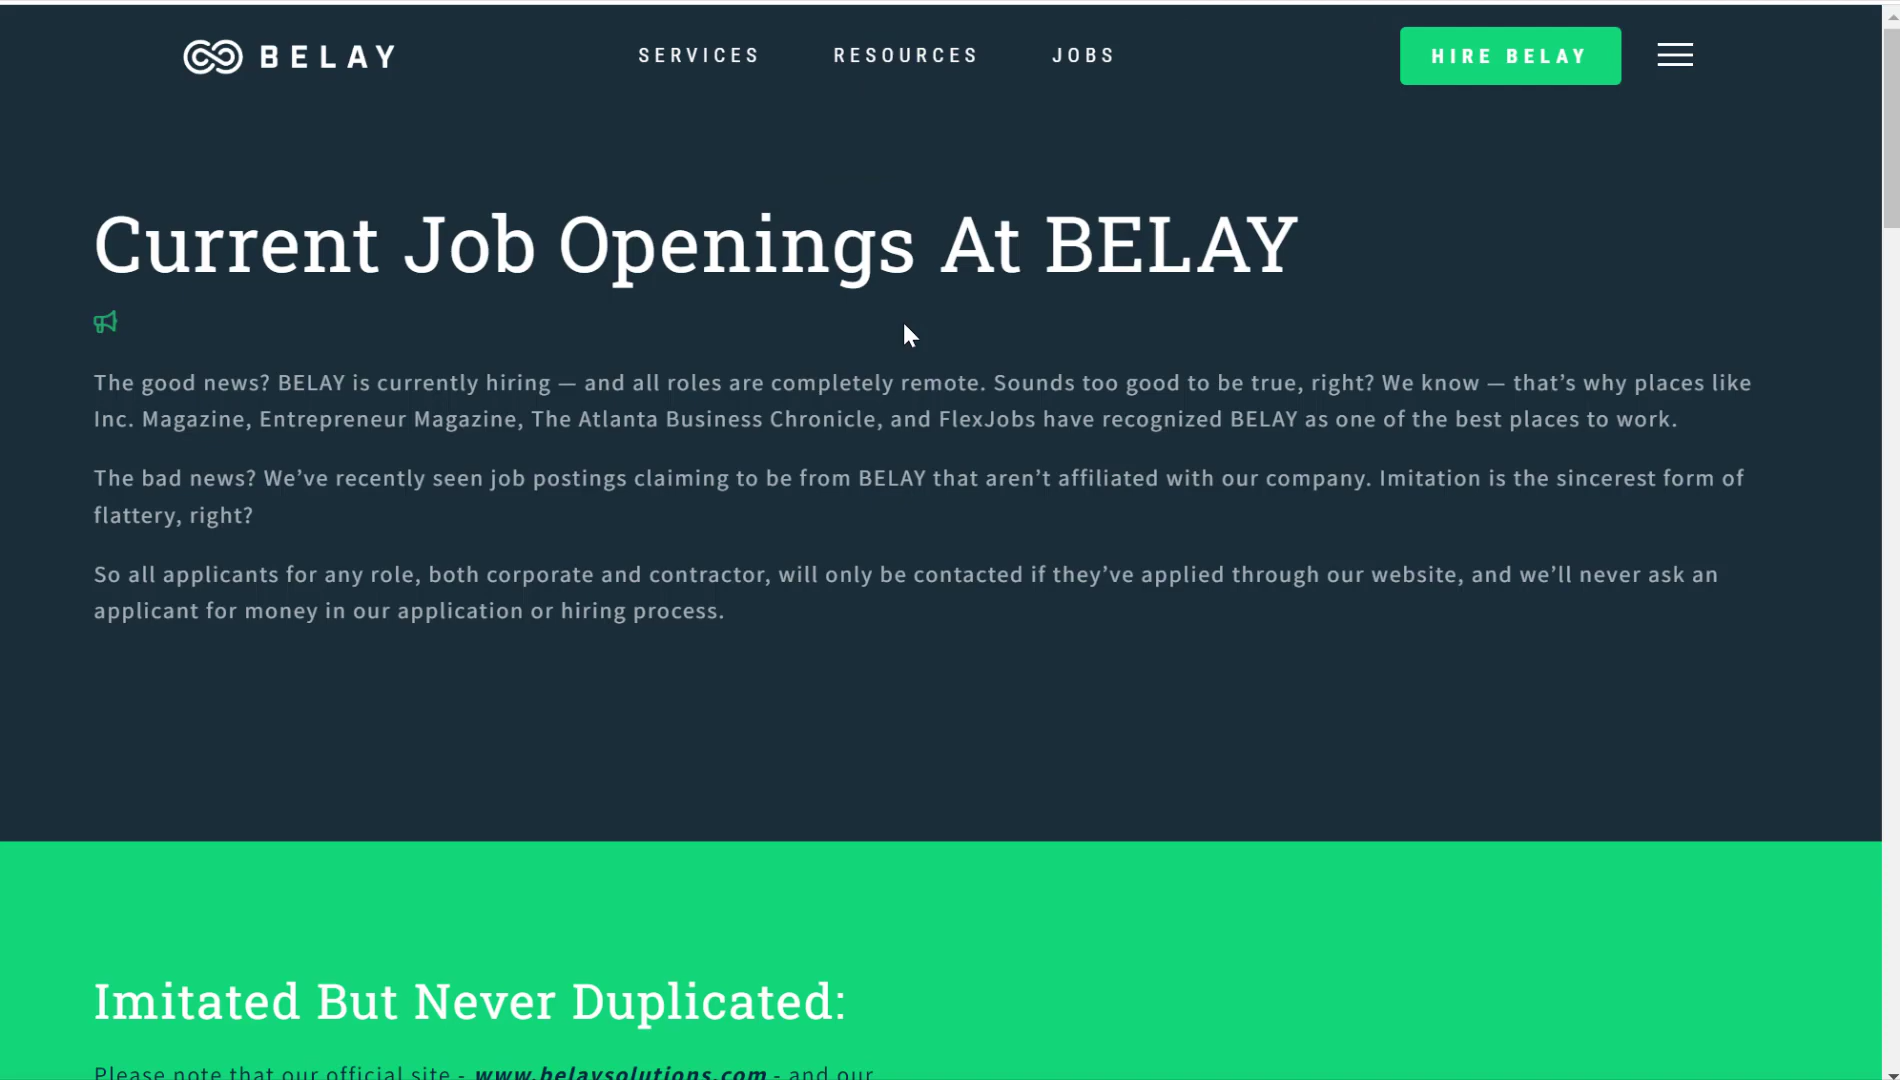 BELAY
SERVICES
RESOURCES
JOBS
HIRE BELAY
Current Job Openings At BELAY
The good news? BELAY is currently hiring — and all roles are completely remote. Sounds too good to be true, right? We know — that’s why places like
Inc. Magazine, Entrepreneur Magazine, The Atlanta Business Chronicle, and FlexJobs have recognized BELAY as one of the best places to work.
The bad news? We’ve recently seen job postings claiming to be from BELAY that aren’t affiliated with our company. Imitation is the sincerest form of
flattery, right?
So all applicants for any role, both corporate and contractor, will only be contacted if they’ve applied through our website, and we’ll never ask an
applicant for money in our application or hiring process.
Imitated But Never Duplicated:
Please note that our official site - www.belaysolutions.com - and our